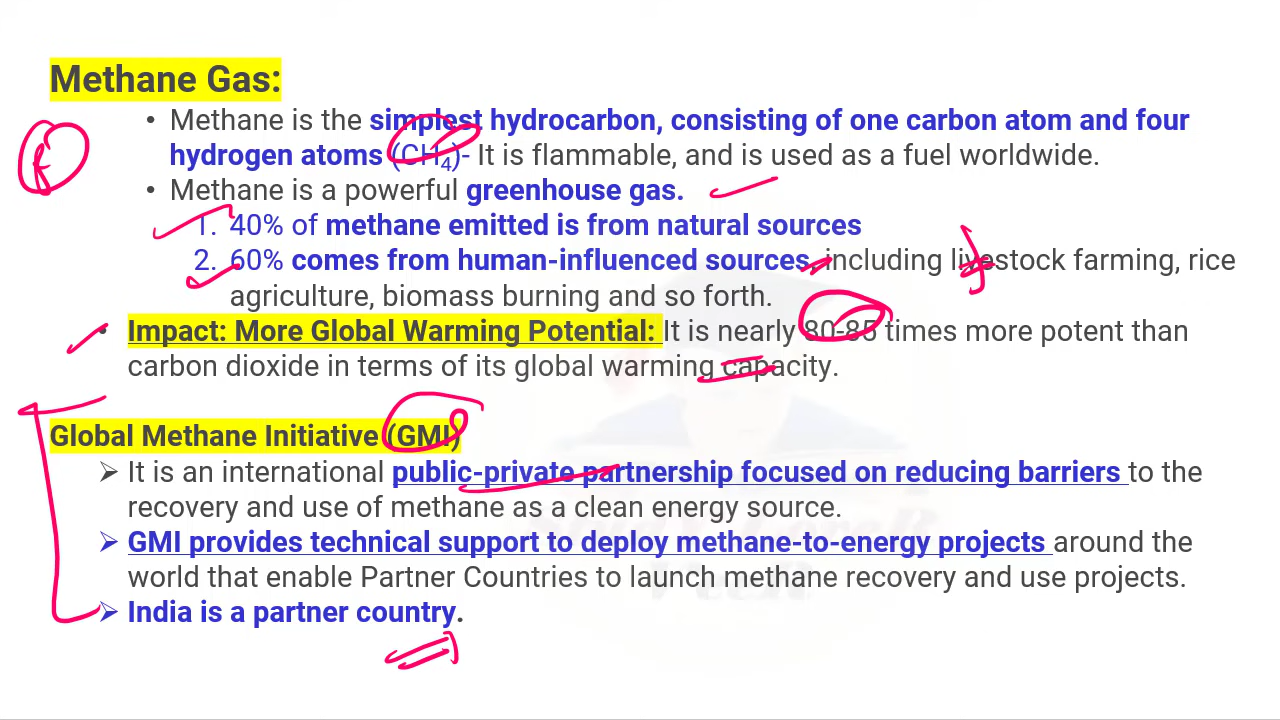 Methane Gas:
• Methane is the simplest hydrocarbon, consisting of one carbon atom and four
hydrogen atoms (CH₄)- It is flammable, and is used as a fuel worldwide.
• Methane is a powerful greenhouse gas.
1. 40% of methane emitted is from natural sources
2. 60% comes from human-influenced sources, including livestock farming, rice
agriculture, biomass burning and so forth.
• Impact: More Global Warming Potential: It is nearly 80-85 times more potent than
carbon dioxide in terms of its global warming capacity.
Global Methane Initiative (GMI)
➢ It is an international public-private partnership focused on reducing barriers to the
recovery and use of methane as a clean energy source.
➢ GMI provides technical support to deploy methane-to-energy projects around the
world that enable Partner Countries to launch methane recovery and use projects.
➢ India is a partner country.